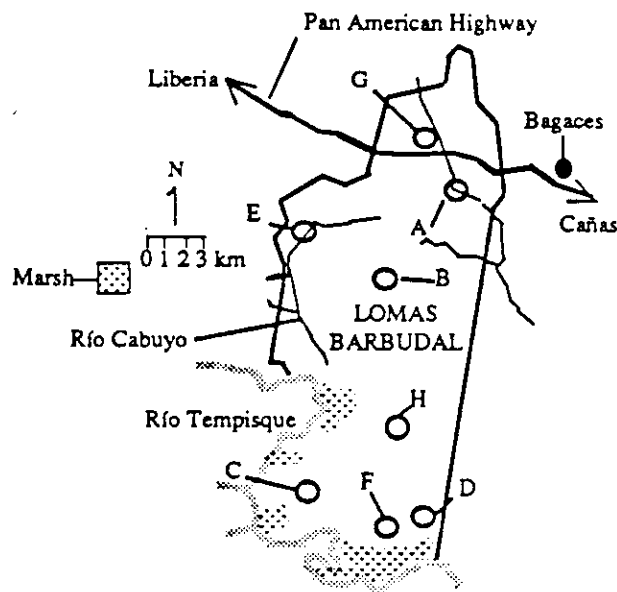 Pan American Highway
Liberia
G
Bagaces
N
E
A
Cañas
0 1 2 3 km
Marsh
B
LOMAS
BARBUDAL
Río Cabuyo
H
Río Tempisque
C
F
D